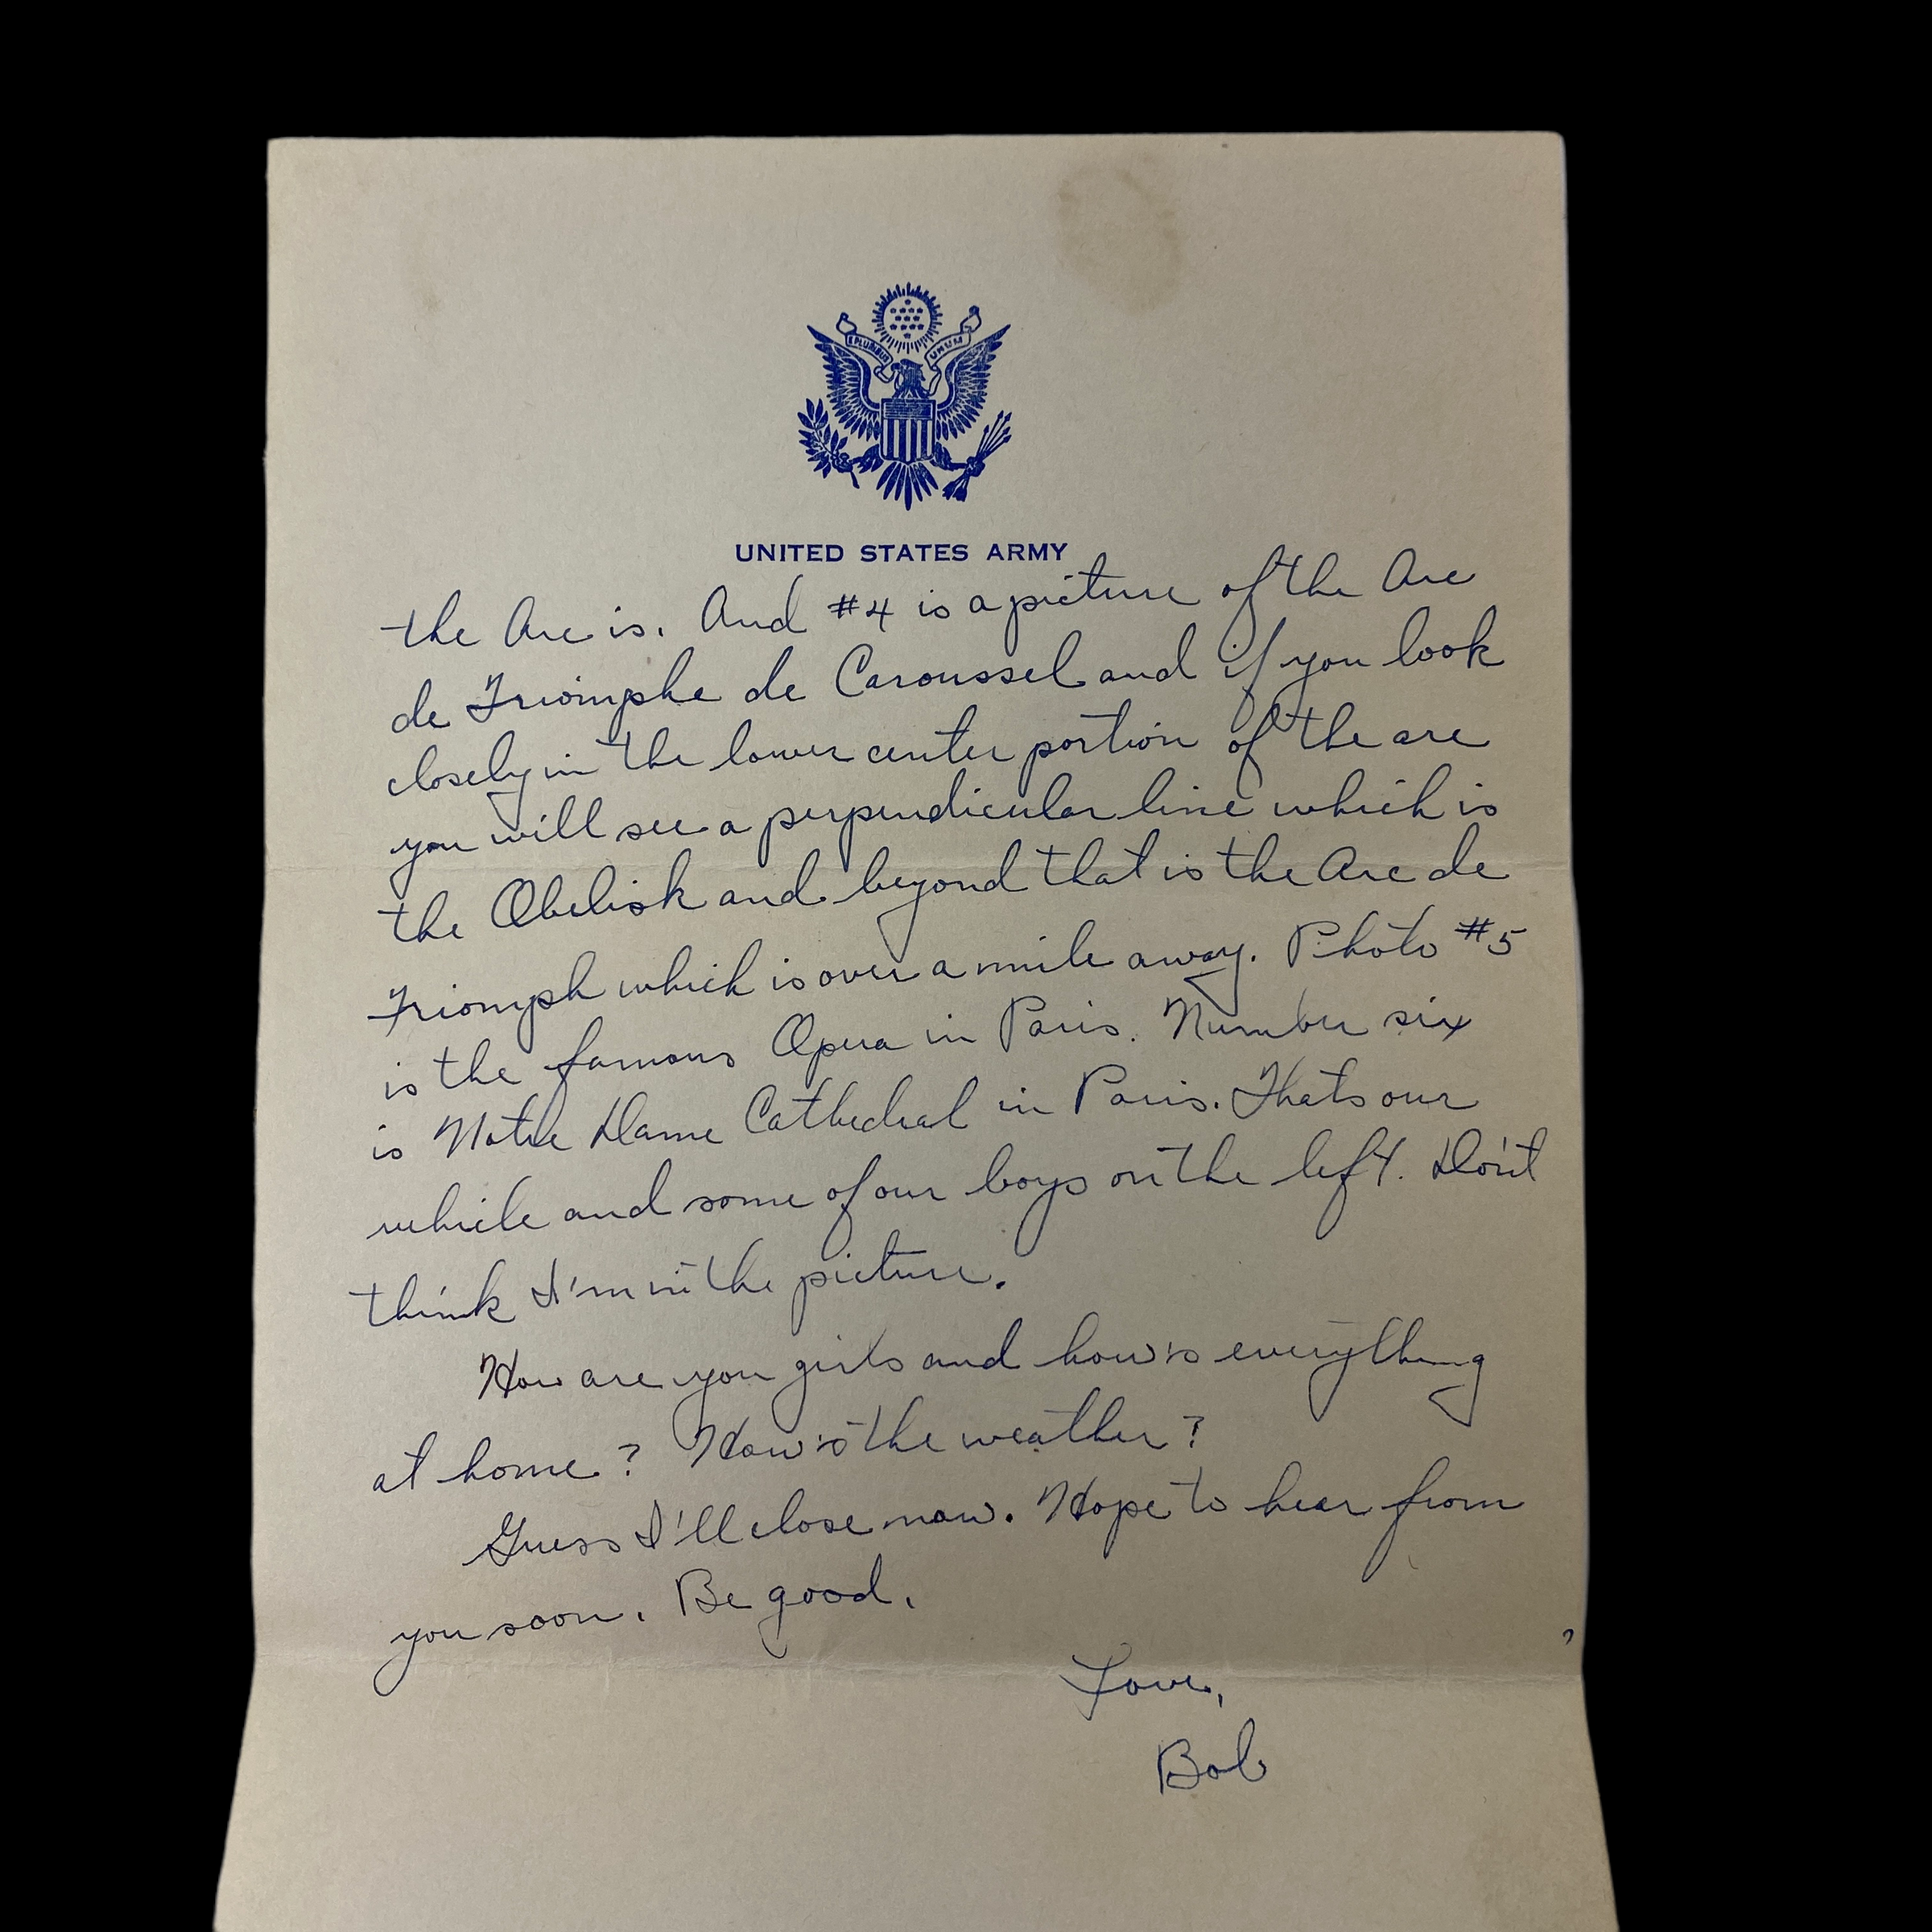 E PLURIBUS UNUM
UNITED STATES ARMY
the Arc is. And #4 is a picture of the Arc
de Triomphe de Caroussel and if you look
closely in the lower center portion of the arc
you will see a perpendicular line which is
the Obelisk and beyond that is the Arc de
Triomph which is over a mile away. Photo #5
is the famous Opera in Paris. Number six
is Notre Dame Cathedral in Paris. Thats our
vehicle and some of our boys on the left. Don't
think I'm in the picture.
How are you girls and how's everything
at home? How's the weather?
Guess I'll close now. Hope to hear from
you soon. Be good.
Love,
Bob